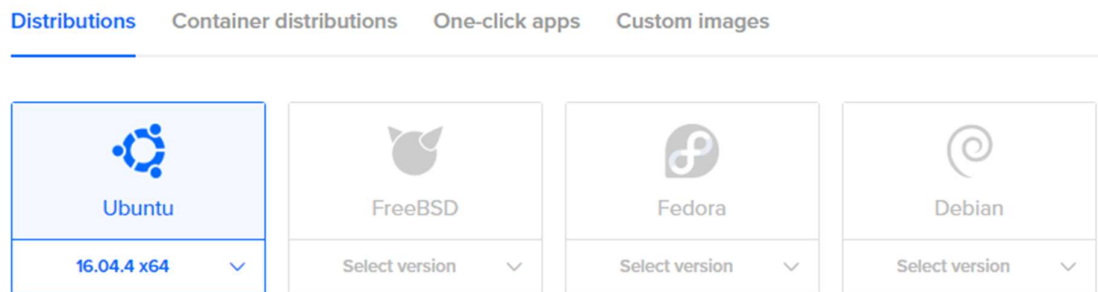 Distributions Container distributions One-click apps Custom images
Ubuntu FreeBSD Fedora Debian
16.04.4 x64 Select version Select version Select version